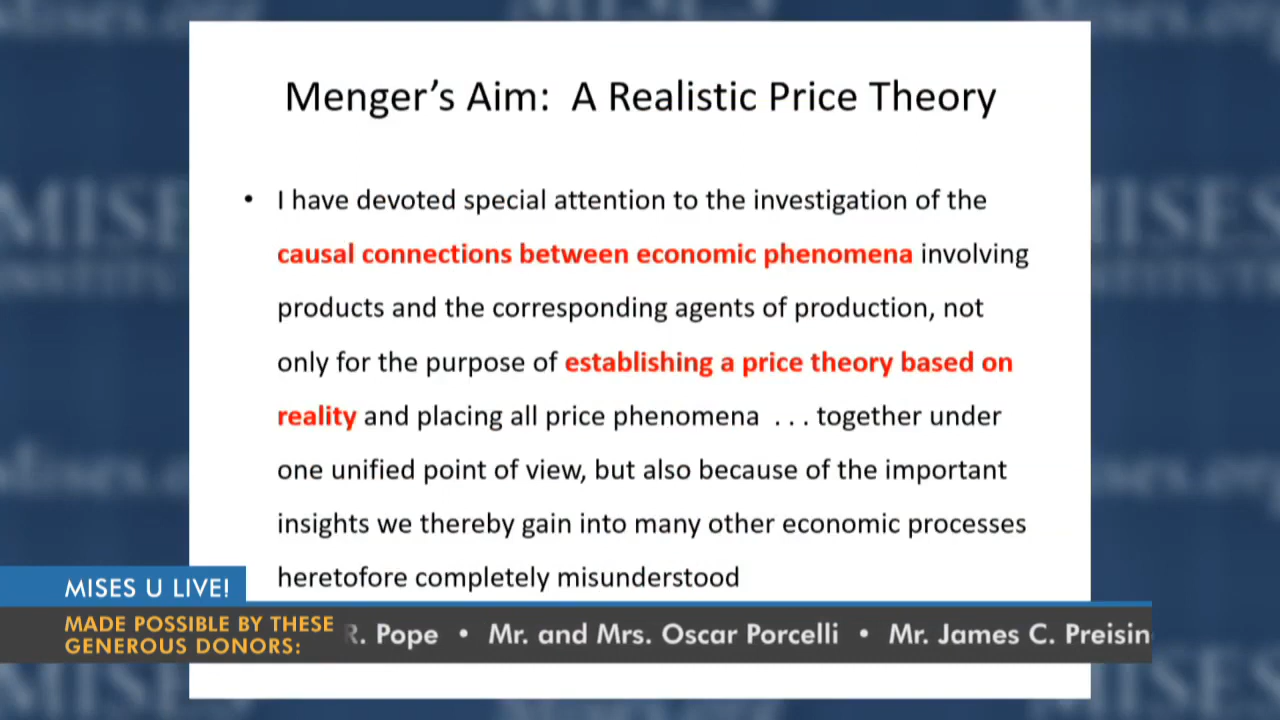 Menger's Aim: A Realistic Price Theory
• I have devoted special attention to the investigation of the
causal connections between economic phenomena involving
products and the corresponding agents of production, not
only for the purpose of establishing a price theory based on
reality and placing all price phenomena . . . together under
one unified point of view, but also because of the important
insights we thereby gain into many other economic processes
heretofore completely misunderstood
MISES U LIVE!
MADE POSSIBLE BY THESE
GENEROUS DONORS:
R. Pope • Mr. and Mrs. Oscar Porcelli • Mr. James C. Preisin